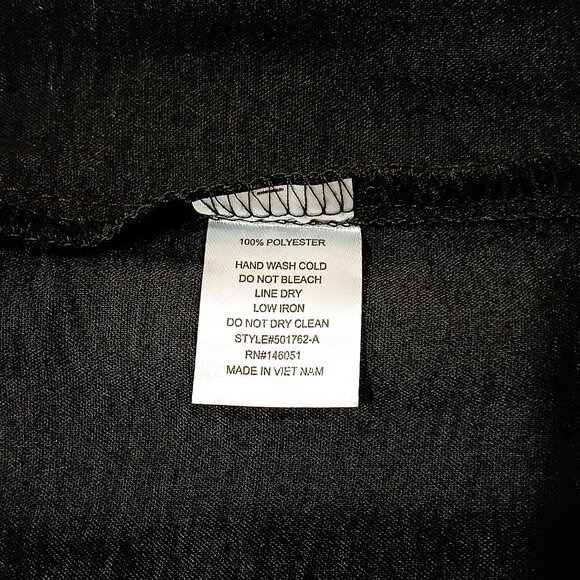 100% POLYESTER
HAND WASH COLD
DO NOT BLEACH
LINE DRY
LOW IRON
DO NOT DRY CLEAN
STYLE#501762-A
RN#146051
MADE IN VIET NAM